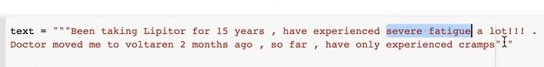 text = """Been taking Lipitor for 15 years , have experienced severe fatigue a lot!!! .
Doctor moved me to voltaren 2 months ago , so far , have only experienced cramps"""